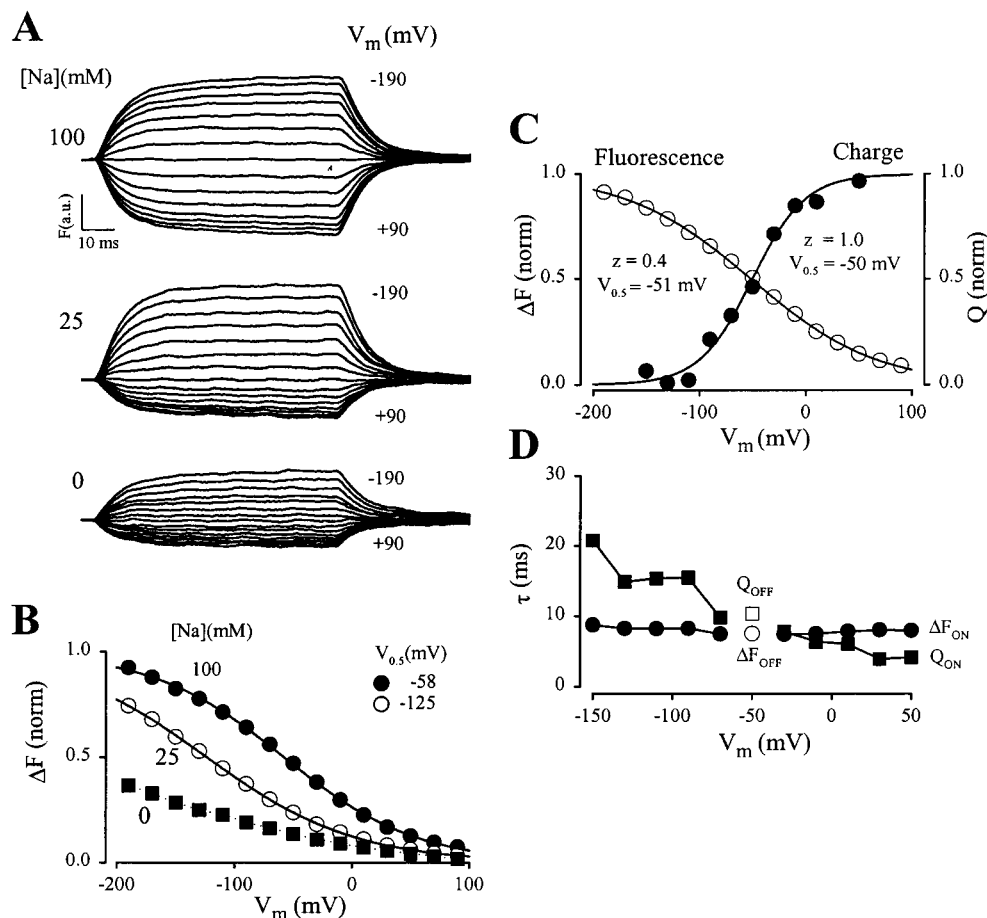 A
V_m (mV)
[Na](mM)
-190
100
F(a.u.)
10 ms
+90
-190
25
+90
0
-190
+90
B
[Na](mM)
V_0.5(mV)
100
-58
-125
25
0
ΔF (norm)
1.0
0.5
0.0
-200
-100
0
100
V_m (mV)
C
Fluorescence
Charge
1.0
1.0
z = 1.0
V_0.5 = -50 mV
z = 0.4
V_0.5 = -51 mV
ΔF (norm)
0.5
0.5
Q (norm)
0.0
0.0
-200
-100
0
100
V_m (mV)
D
30
20
τ (ms)
Q_OFF
10
ΔF_ON
ΔF_OFF
Q_ON
0
-150
-100
-50
0
50
V_m (mV)